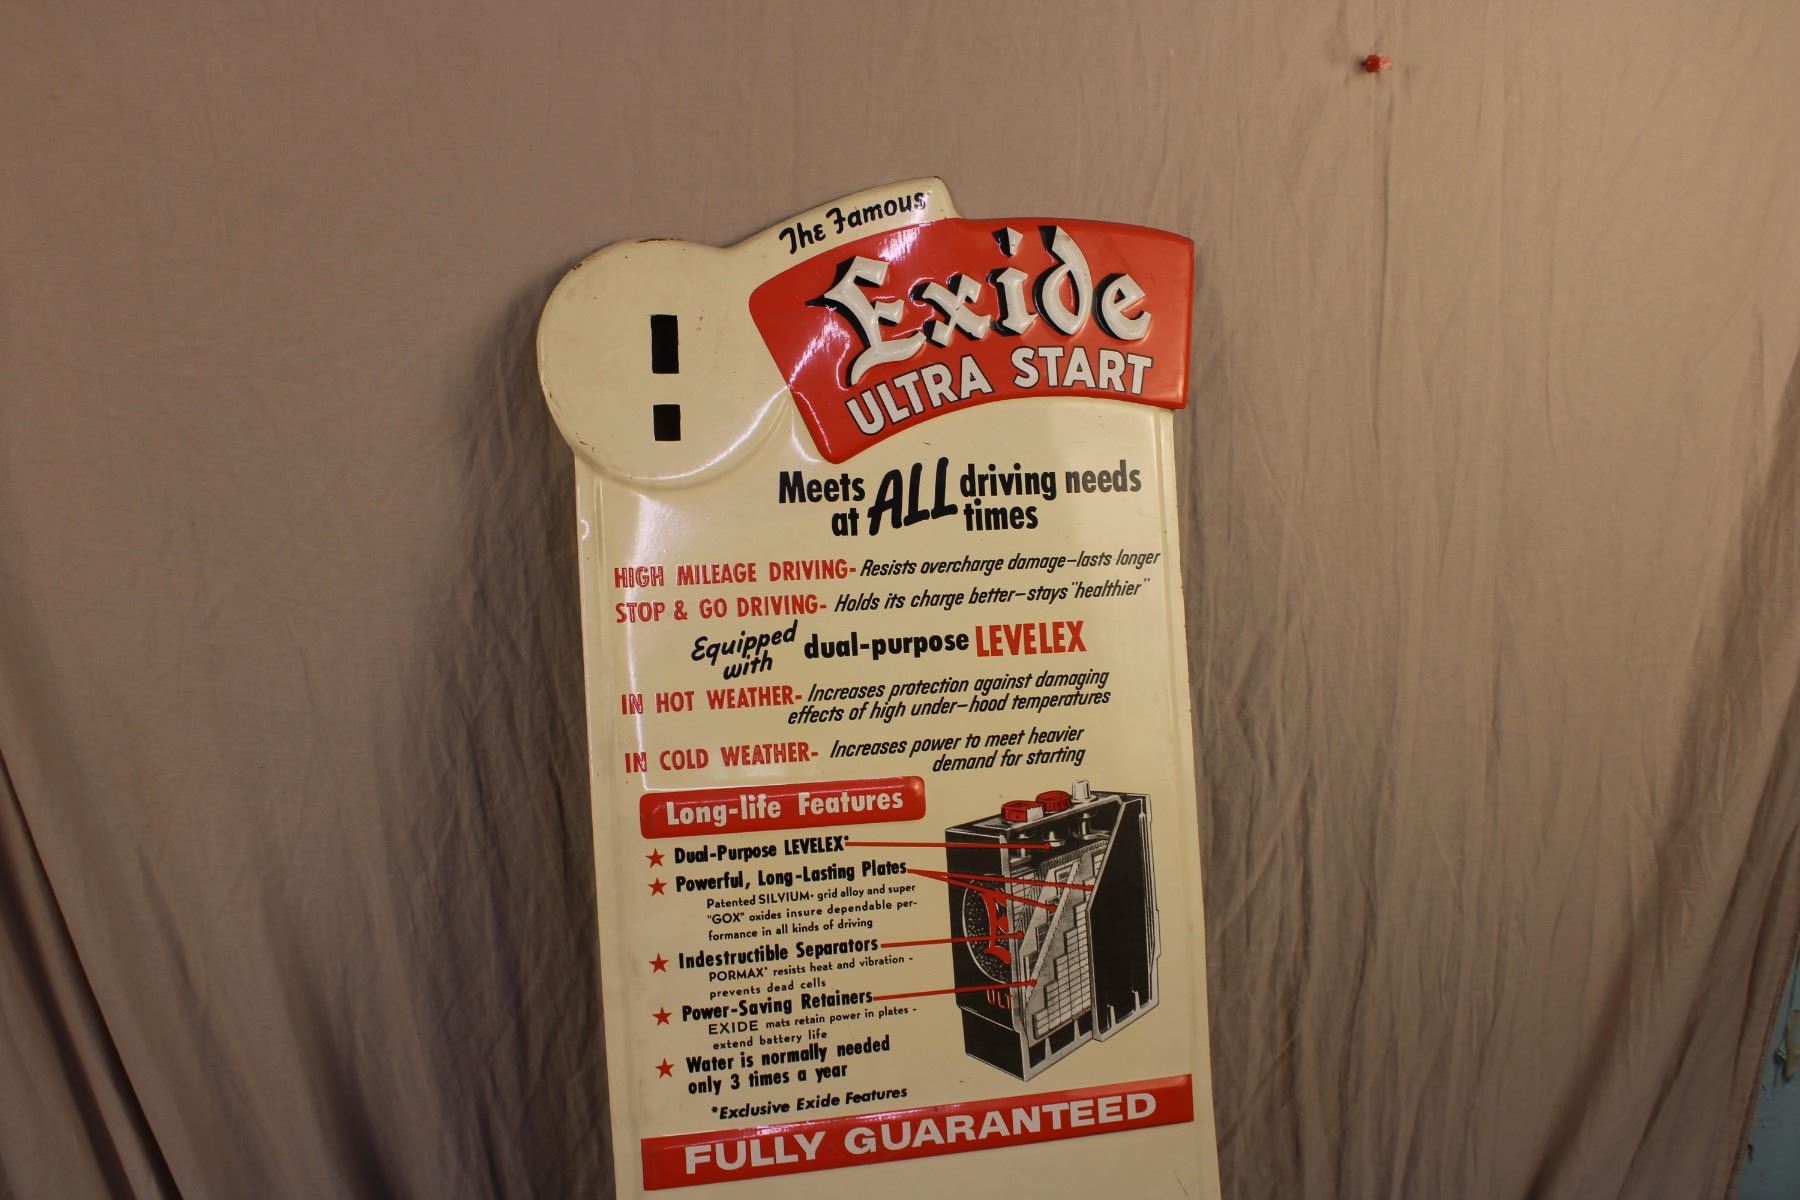 The Famous
Exide
ULTRA START
Meets ALL driving needs
at times
HIGH MILEAGE DRIVING- Resists overcharge damage-lasts longer
STOP & GO DRIVING- Holds its charge better-stays "healthier"
Equipped with dual-purpose LEVELEX
IN HOT WEATHER- Increases protection against damaging
effects of high under-hood temperatures
IN COLD WEATHER- Increases power to meet heavier
demand for starting
Long-life Features
★ Dual-Purpose LEVELEX*
★ Powerful, Long-Lasting Plates
Patented SILVIUM* grid alloy and super
"GOX" oxides insure dependable per-
formance in all kinds of driving
★ Indestructible Separators
PORMAX* resists heat and vibration -
prevents dead cells
★ Power-Saving Retainers
EXIDE mats retain power in plates -
extend battery life
★ Water is normally needed
only 3 times a year
*Exclusive Exide Features
E
ULT
FULLY GUARANTEED